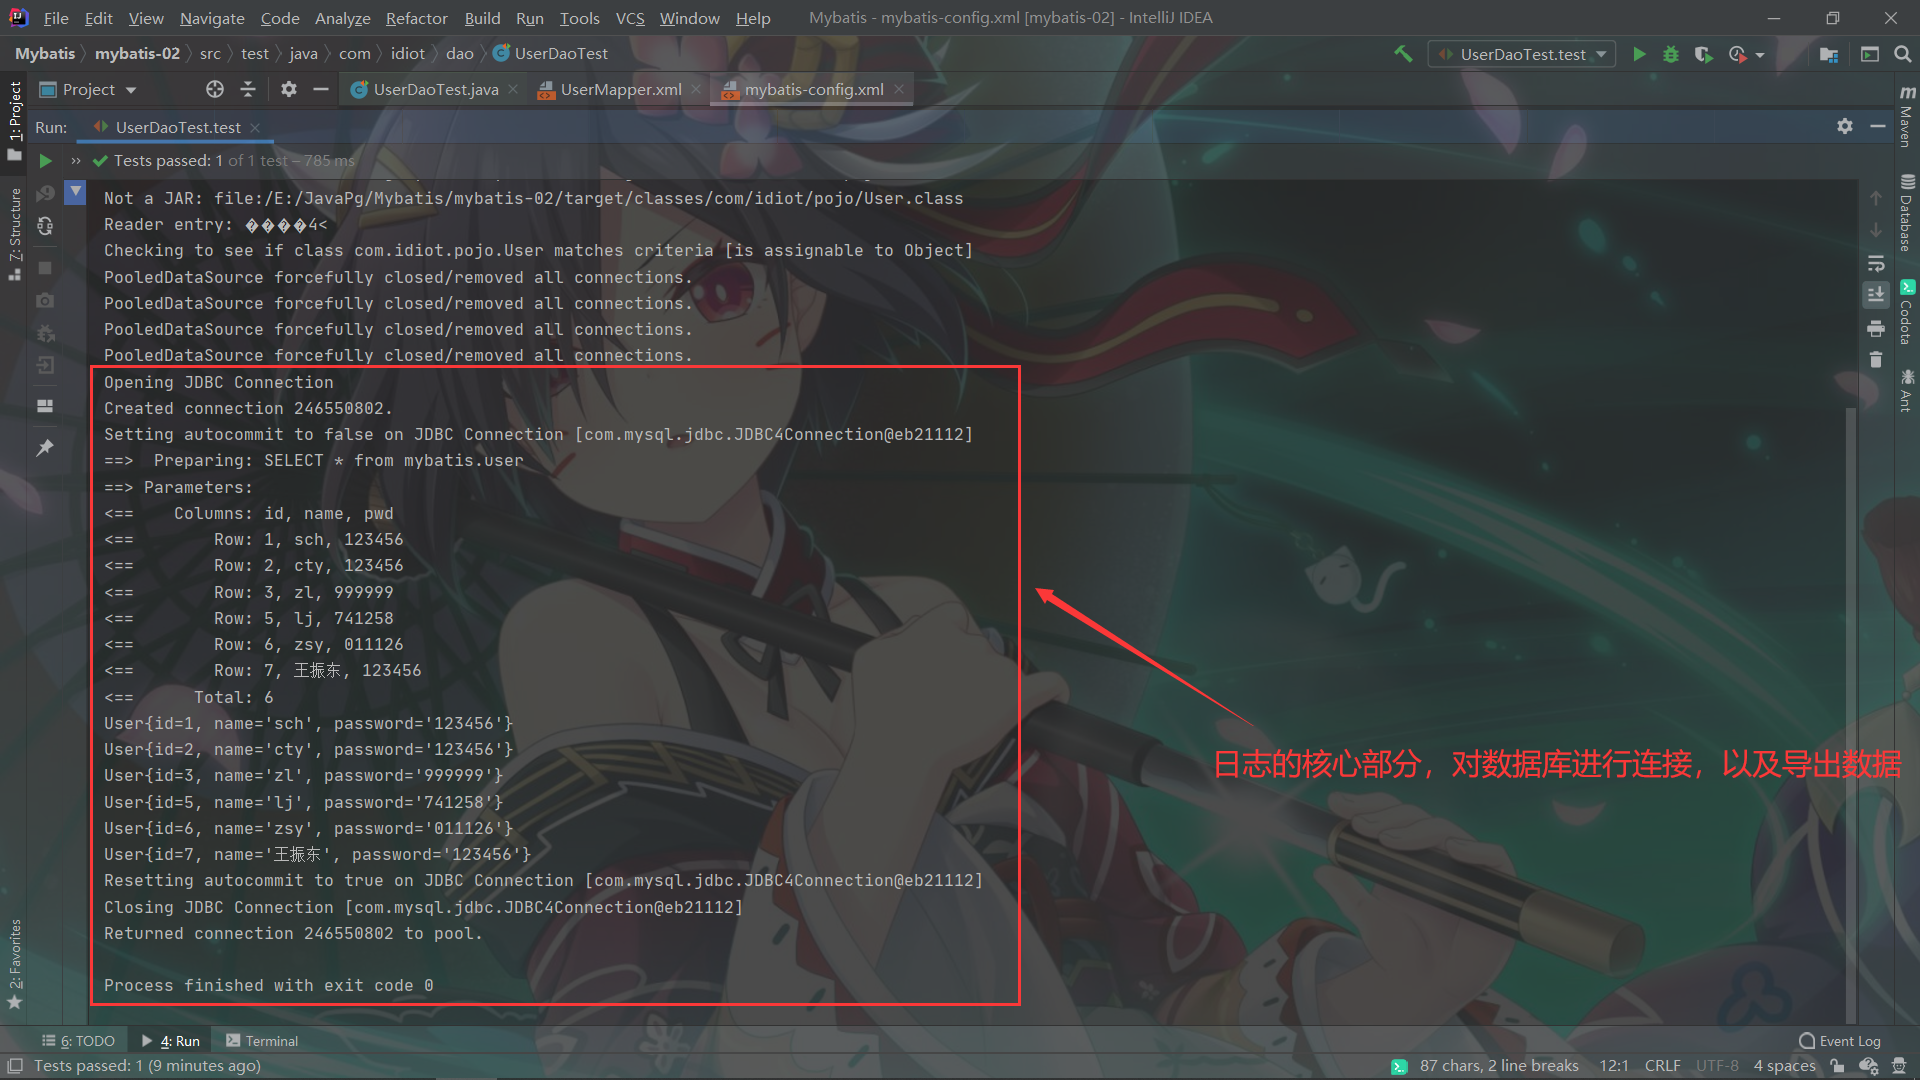 File Edit View Navigate Code Analyze Refactor Build Run Tools VCS Window Help Mybatis - mybatis-config.xml [mybatis-02] - IntelliJ IDEA
Mybatis mybatis-02 src test java com idiot dao UserDaoTest UserDaoTest.test
Project UserDaoTest.java UserMapper.xml mybatis-config.xml
Run: UserDaoTest.test
Tests passed: 1 of 1 test – 785 ms
Not a JAR: file:/E:/JavaPg/Mybatis/mybatis-02/target/classes/com/idiot/pojo/User.class
Reader entry: ����4<
Checking to see if class com.idiot.pojo.User matches criteria [is assignable to Object]
PooledDataSource forcefully closed/removed all connections.
PooledDataSource forcefully closed/removed all connections.
PooledDataSource forcefully closed/removed all connections.
PooledDataSource forcefully closed/removed all connections.
Opening JDBC Connection
Created connection 246550802.
Setting autocommit to false on JDBC Connection [com.mysql.jdbc.JDBC4Connection@eb21112]
==>  Preparing: SELECT * from mybatis.user
==> Parameters:
<==    Columns: id, name, pwd
<==        Row: 1, sch, 123456
<==        Row: 2, cty, 123456
<==        Row: 3, zl, 999999
<==        Row: 5, lj, 741258
<==        Row: 6, zsy, 011126
<==        Row: 7, 王振东, 123456
<==      Total: 6
User{id=1, name='sch', password='123456'}
User{id=2, name='cty', password='123456'}
User{id=3, name='zl', password='999999'}
User{id=5, name='lj', password='741258'}
User{id=6, name='zsy', password='011126'}
User{id=7, name='王振东', password='123456'}
Resetting autocommit to true on JDBC Connection [com.mysql.jdbc.JDBC4Connection@eb21112]
Closing JDBC Connection [com.mysql.jdbc.JDBC4Connection@eb21112]
Returned connection 246550802 to pool.
Process finished with exit code 0
日志的核心部分，对数据库进行连接，以及导出数据
1: Project
7: Structure
2: Favorites
Maven
Database
Codota
Ant
6: TODO 4: Run Terminal Event Log
Tests passed: 1 (9 minutes ago) 87 chars, 2 line breaks 12:1 CRLF UTF-8 4 spaces